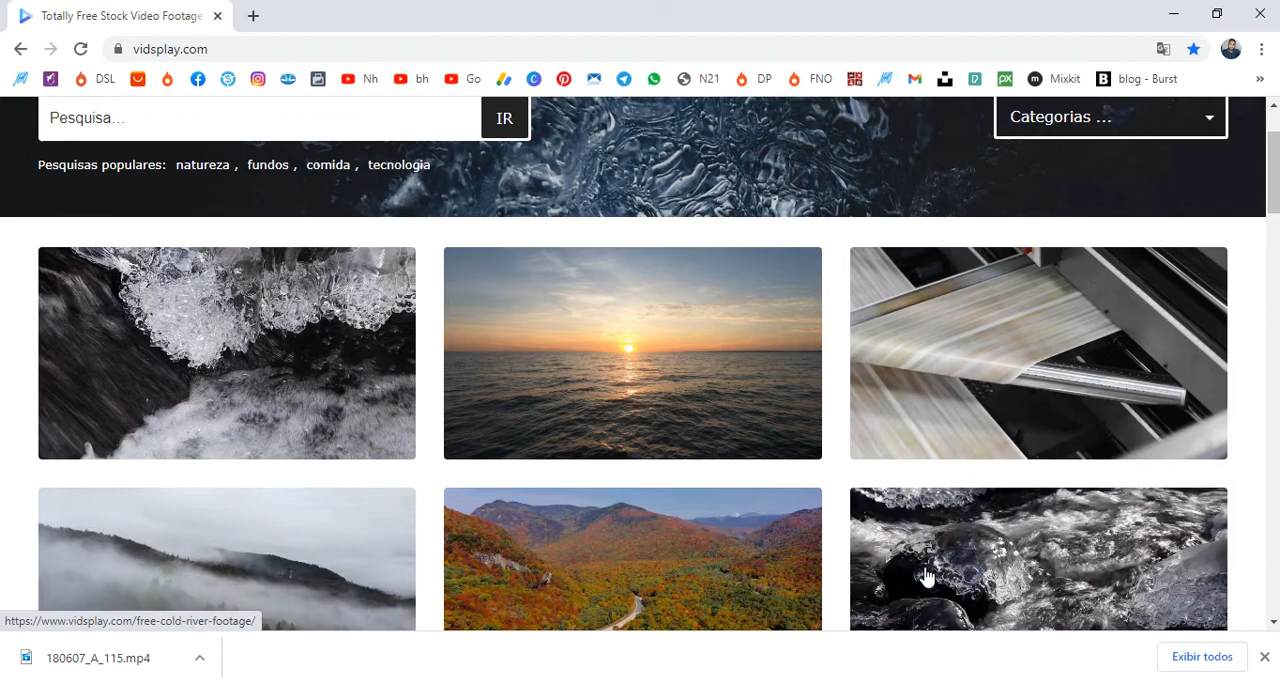 Totally Free Stock Video Footage
vidsplay.com
DSL Nh bh Go N21 DP FNO Mixkit blog - Burst »
Pesquisa... IR Categorias ...
Pesquisas populares: natureza , fundos , comida , tecnologia
https://www.vidsplay.com/free-cold-river-footage/
180607_A_115.mp4 Exibir todos